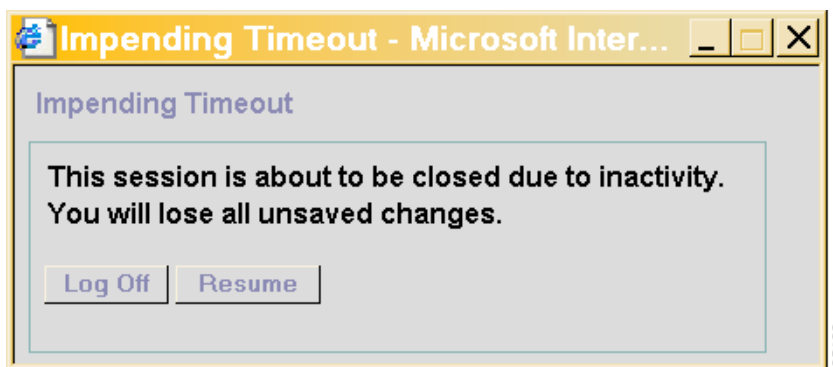 Impending Timeout - Microsoft Inter...
Impending Timeout
This session is about to be closed due to inactivity.
You will lose all unsaved changes.
Log Off Resume